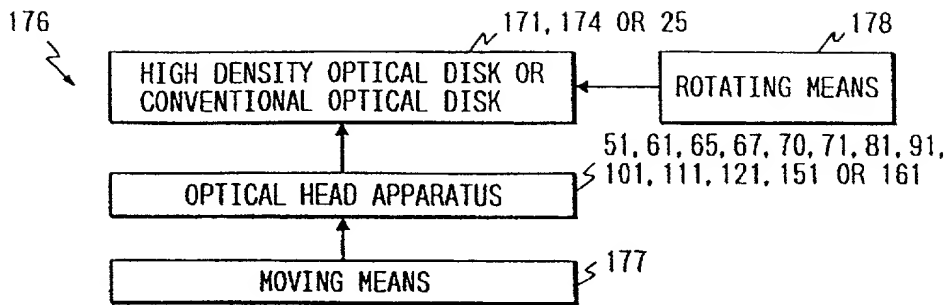 176
171, 174 OR 25
178
HIGH DENSITY OPTICAL DISK OR
CONVENTIONAL OPTICAL DISK
ROTATING MEANS
51, 61, 65, 67, 70, 71, 81, 91,
101, 111, 121, 151 OR 161
OPTICAL HEAD APPARATUS
177
MOVING MEANS